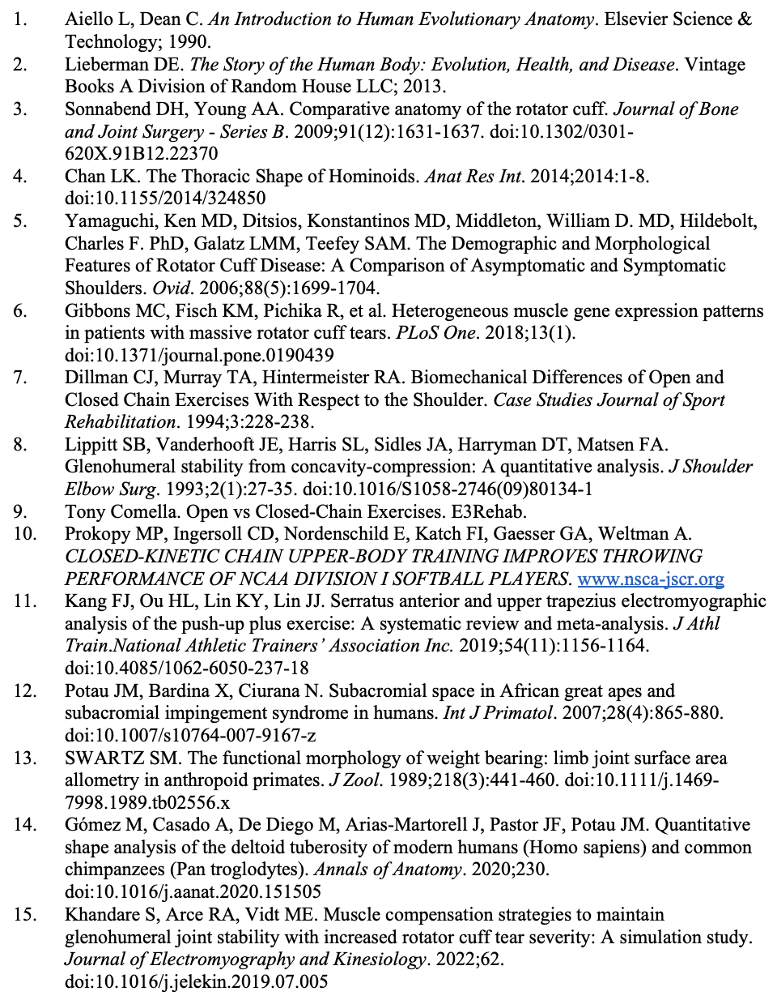 1. Aiello L, Dean C. An Introduction to Human Evolutionary Anatomy. Elsevier Science &
Technology; 1990.
2. Lieberman DE. The Story of the Human Body: Evolution, Health, and Disease. Vintage
Books A Division of Random House LLC; 2013.
3. Sonnabend DH, Young AA. Comparative anatomy of the rotator cuff. Journal of Bone
and Joint Surgery - Series B. 2009;91(12):1631-1637. doi:10.1302/0301-
620X.91B12.22370
4. Chan LK. The Thoracic Shape of Hominoids. Anat Res Int. 2014;2014:1-8.
doi:10.1155/2014/324850
5. Yamaguchi, Ken MD, Ditsios, Konstantinos MD, Middleton, William D. MD, Hildebolt,
Charles F. PhD, Galatz LMM, Teefey SAM. The Demographic and Morphological
Features of Rotator Cuff Disease: A Comparison of Asymptomatic and Symptomatic
Shoulders. Ovid. 2006;88(5):1699-1704.
6. Gibbons MC, Fisch KM, Pichika R, et al. Heterogeneous muscle gene expression patterns
in patients with massive rotator cuff tears. PLoS One. 2018;13(1).
doi:10.1371/journal.pone.0190439
7. Dillman CJ, Murray TA, Hintermeister RA. Biomechanical Differences of Open and
Closed Chain Exercises With Respect to the Shoulder. Case Studies Journal of Sport
Rehabilitation. 1994;3:228-238.
8. Lippitt SB, Vanderhooft JE, Harris SL, Sidles JA, Harryman DT, Matsen FA.
Glenohumeral stability from concavity-compression: A quantitative analysis. J Shoulder
Elbow Surg. 1993;2(1):27-35. doi:10.1016/S1058-2746(09)80134-1
9. Tony Comella. Open vs Closed-Chain Exercises. E3Rehab.
10. Prokopy MP, Ingersoll CD, Nordenschild E, Katch FI, Gaesser GA, Weltman A.
CLOSED-KINETIC CHAIN UPPER-BODY TRAINING IMPROVES THROWING
PERFORMANCE OF NCAA DIVISION I SOFTBALL PLAYERS. www.nsca-jscr.org
11. Kang FJ, Ou HL, Lin KY, Lin JJ. Serratus anterior and upper trapezius electromyographic
analysis of the push-up plus exercise: A systematic review and meta-analysis. J Athl
Train.National Athletic Trainers’ Association Inc. 2019;54(11):1156-1164.
doi:10.4085/1062-6050-237-18
12. Potau JM, Bardina X, Ciurana N. Subacromial space in African great apes and
subacromial impingement syndrome in humans. Int J Primatol. 2007;28(4):865-880.
doi:10.1007/s10764-007-9167-z
13. SWARTZ SM. The functional morphology of weight bearing: limb joint surface area
allometry in anthropoid primates. J Zool. 1989;218(3):441-460. doi:10.1111/j.1469-
7998.1989.tb02556.x
14. Gómez M, Casado A, De Diego M, Arias-Martorell J, Pastor JF, Potau JM. Quantitative
shape analysis of the deltoid tuberosity of modern humans (Homo sapiens) and common
chimpanzees (Pan troglodytes). Annals of Anatomy. 2020;230.
doi:10.1016/j.aanat.2020.151505
15. Khandare S, Arce RA, Vidt ME. Muscle compensation strategies to maintain
glenohumeral joint stability with increased rotator cuff tear severity: A simulation study.
Journal of Electromyography and Kinesiology. 2022;62.
doi:10.1016/j.jelekin.2019.07.005